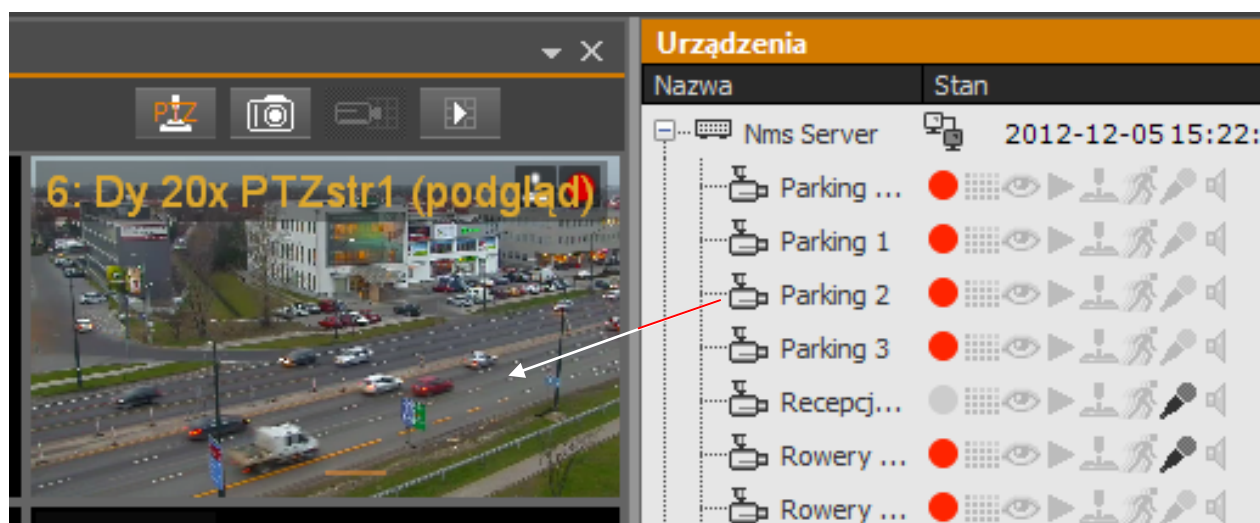 Urządzenia
Nazwa Stan
PTZ
Nms Server 2012-12-05 15:22:
6: Dy 20x PTZstr1 (podgląd)
Parking ...
Parking 1
Parking 2
Parking 3
Recepcj...
Rowery ...
Rowery ...